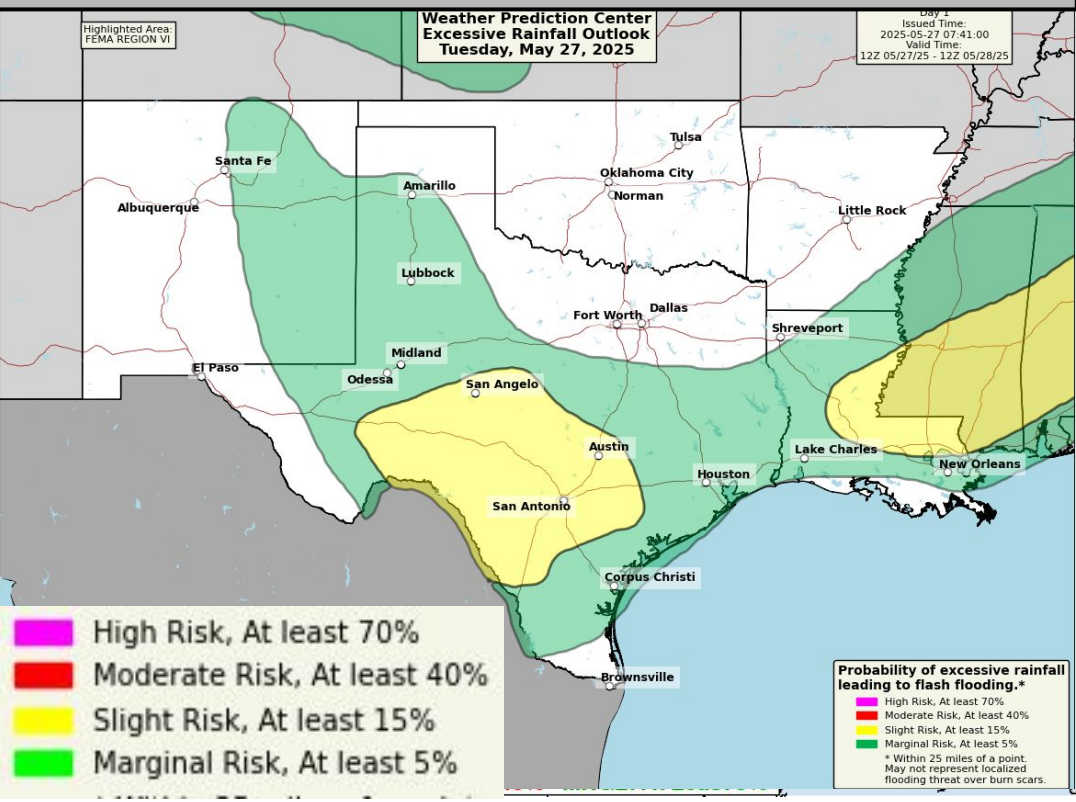 Highlighted Area:
FEMA REGION VI
Weather Prediction Center
Excessive Rainfall Outlook
Tuesday, May 27, 2025
Day 1
Issued Time:
2025-05-27 07:41:00
Valid Time:
12Z 05/27/25 - 12Z 05/28/25
Tulsa
Santa Fe
Oklahoma City
Amarillo
Norman
Albuquerque
Little Rock
Lubbock
Dallas
Fort Worth
Shreveport
Midland
El Paso
Odessa
San Angelo
Austin
Lake Charles
New Orleans
Houston
San Antonio
Corpus Christi
Brownsville
High Risk, At least 70%
Moderate Risk, At least 40%
Slight Risk, At least 15%
Marginal Risk, At least 5%
Probability of excessive rainfall
leading to flash flooding.*
High Risk, At least 70%
Moderate Risk, At least 40%
Slight Risk, At least 15%
Marginal Risk, At least 5%
* Within 25 miles of a point.
May not represent localized
flooding threat over burn scars.